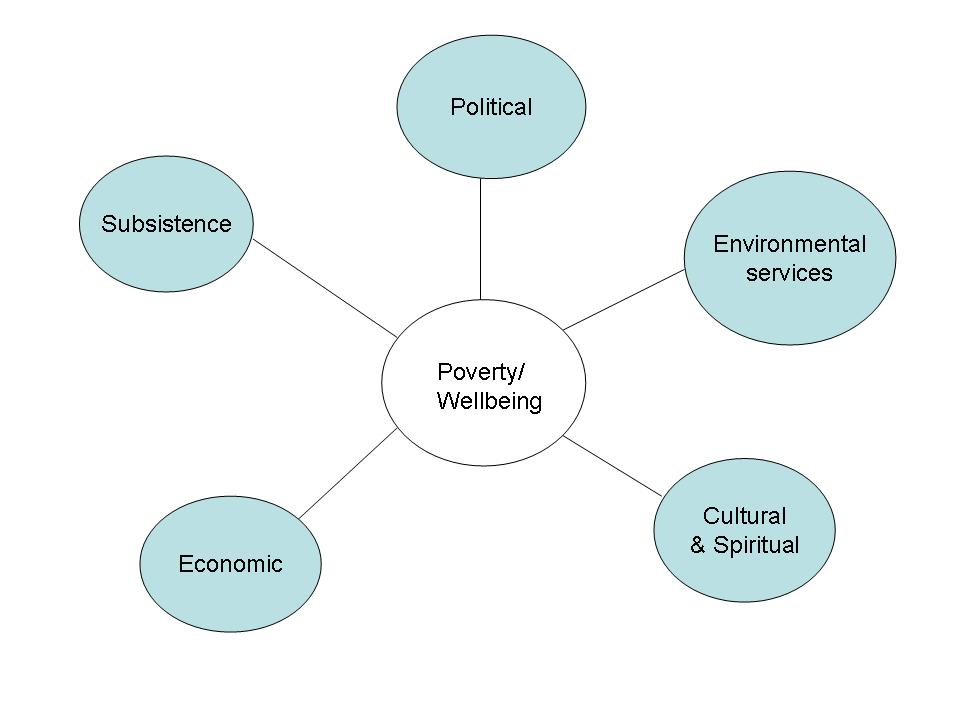 Political
Subsistence
Environmental
services
Poverty/
Wellbeing
Cultural
& Spiritual
Economic